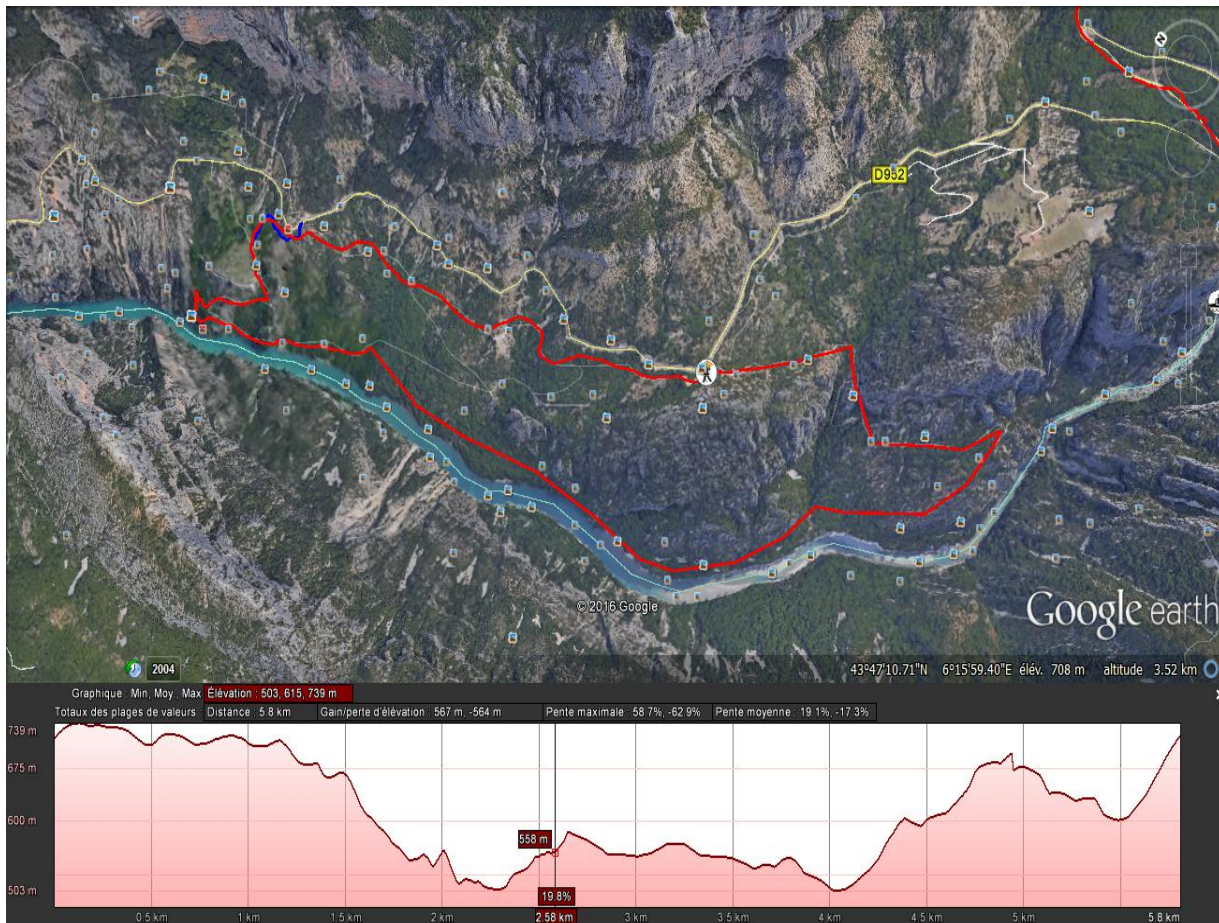 D952
© 2016 Google
Google earth
2004
43°47'10.71"N 6°15'59.40"E élév. 708 m altitude 3.52 km
Graphique : Min, Moy., Max Élévation : 503, 615, 739 m
Totaux des plages de valeurs : Distance : 5.8 km Gain/perte d'élévation : 567 m, -564 m Pente maximale : 58.7%, -62.9% Pente moyenne : 19.1%, -17.3%
739 m
675 m
600 m
558 m
503 m
19.8%
0.5 km 1 km 1.5 km 2 km 2.58 km 3 km 3.5 km 4 km 4.5 km 5 km 5.8 km